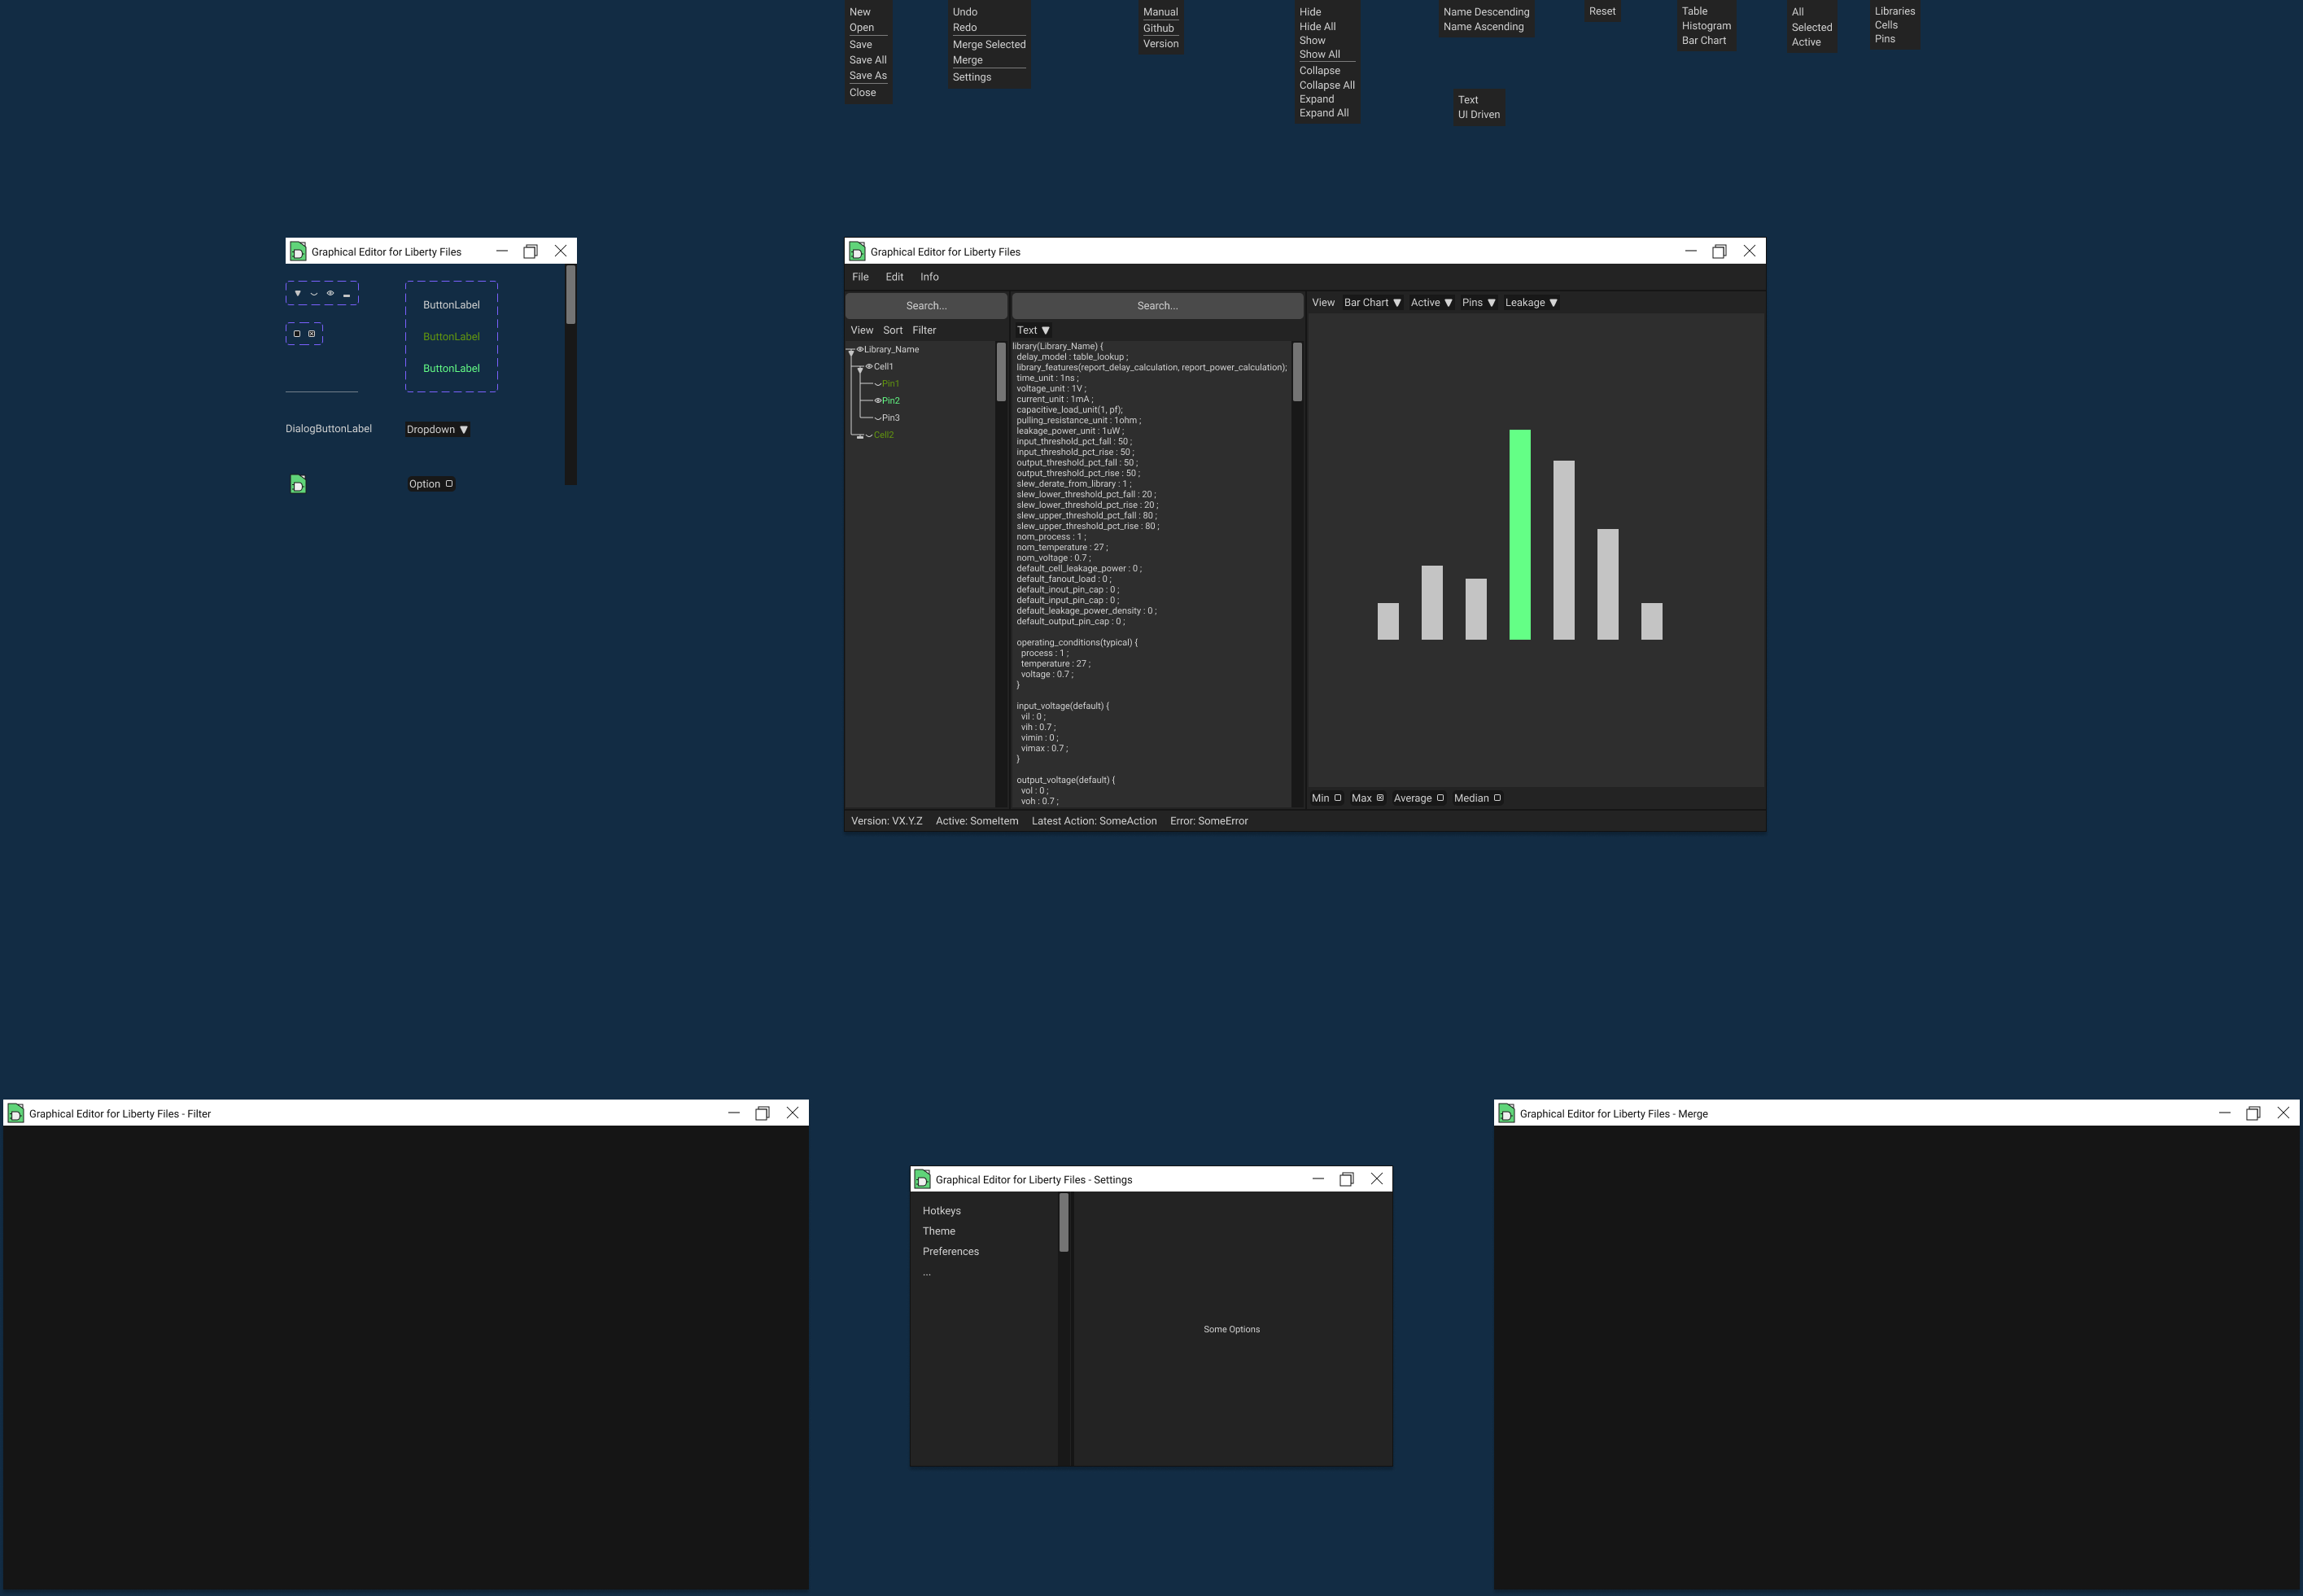 New
Open
Save
Save All
Save As
Close
Undo
Redo
Merge Selected
Merge
Settings
Manual
Github
Version
Hide
Hide All
Show
Show All
Collapse
Collapse All
Expand
Expand All
Name Descending
Name Ascending
Text
UI Driven
Reset
Table
Histogram
Bar Chart
All
Selected
Active
Libraries
Cells
Pins
Graphical Editor for Liberty Files
ButtonLabel
ButtonLabel
ButtonLabel
DialogButtonLabel
Dropdown
Option
Graphical Editor for Liberty Files
File Edit Info
Search...
View Sort Filter
Library_Name
Cell1
Pin1
Pin2
Pin3
Cell2
Search...
Text
library(Library_Name) {
delay_model : table_lookup ;
library_features(report_delay_calculation, report_power_calculation);
time_unit : 1ns ;
voltage_unit : 1V ;
current_unit : 1mA ;
capacitive_load_unit(1, pf);
pulling_resistance_unit : 1ohm ;
leakage_power_unit : 1uW ;
input_threshold_pct_fall : 50 ;
input_threshold_pct_rise : 50 ;
output_threshold_pct_fall : 50 ;
output_threshold_pct_rise : 50 ;
slew_derate_from_library : 1 ;
slew_lower_threshold_pct_fall : 20 ;
slew_lower_threshold_pct_rise : 20 ;
slew_upper_threshold_pct_fall : 80 ;
slew_upper_threshold_pct_rise : 80 ;
nom_process : 1 ;
nom_temperature : 27 ;
nom_voltage : 0.7 ;
default_cell_leakage_power : 0 ;
default_fanout_load : 0 ;
default_inout_pin_cap : 0 ;
default_input_pin_cap : 0 ;
default_leakage_power_density : 0 ;
default_output_pin_cap : 0 ;
operating_conditions(typical) {
process : 1 ;
temperature : 27 ;
voltage : 0.7 ;
}
input_voltage(default) {
vil : 0 ;
vih : 0.7 ;
vimin : 0 ;
vimax : 0.7 ;
}
output_voltage(default) {
vol : 0 ;
voh : 0.7 ;
View Bar Chart Active Pins Leakage
Min Max Average Median
Version: VX.Y.Z Active: SomeItem Latest Action: SomeAction Error: SomeError
Graphical Editor for Liberty Files - Filter
Graphical Editor for Liberty Files - Settings
Hotkeys
Theme
Preferences
...
Some Options
Graphical Editor for Liberty Files - Merge